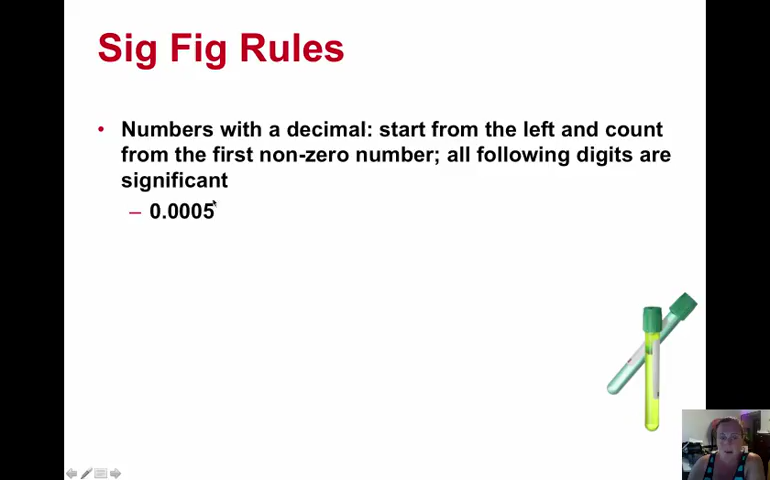 Sig Fig Rules
• Numbers with a decimal: start from the left and count
from the first non-zero number; all following digits are
significant
– 0.0005